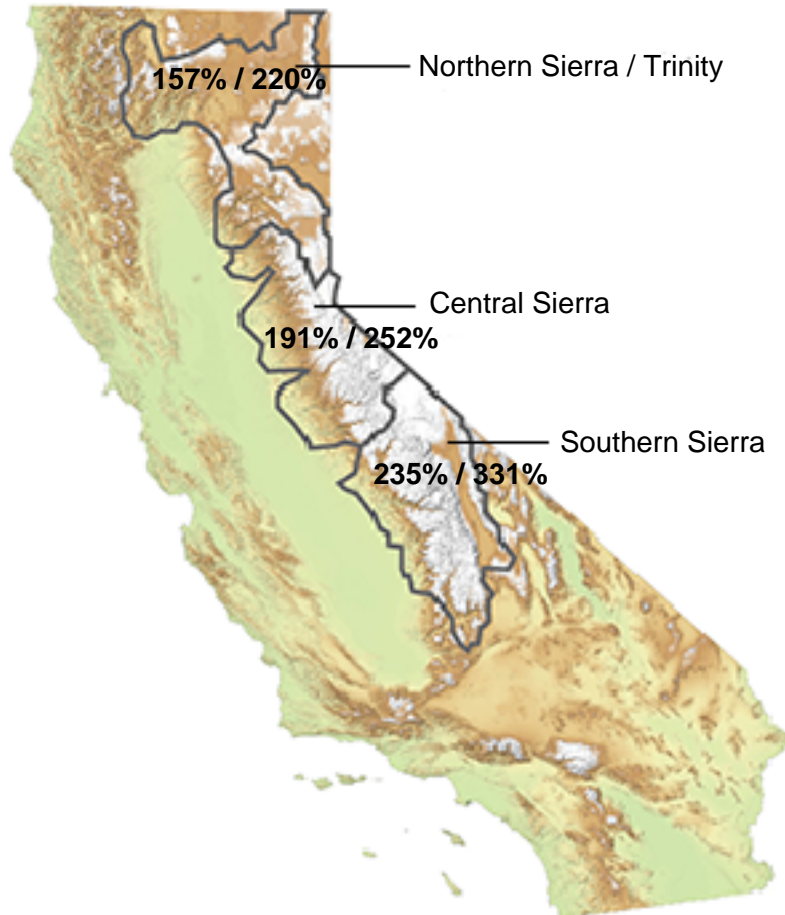 Northern Sierra / Trinity
157% / 220%
Central Sierra
191% / 252%
Southern Sierra
235% / 331%